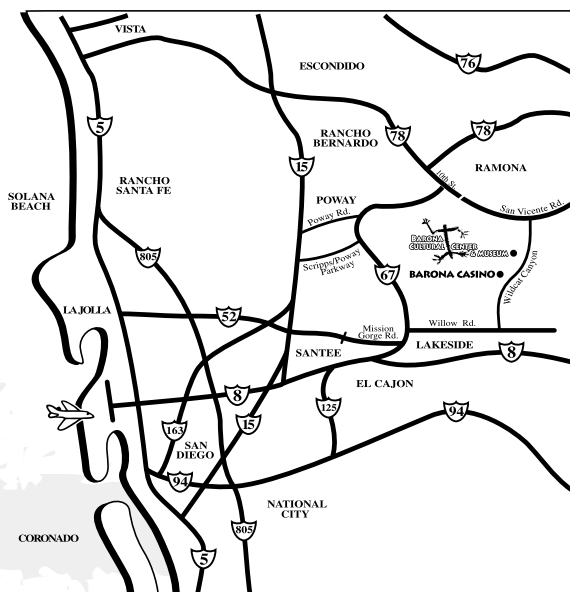 VISTA
ESCONDIDO
76
5
RANCHO
BERNARDO
78
78
15
RAMONA
RANCHO
SANTA FE
10th St.
SOLANA
BEACH
POWAY
San Vicente Rd.
Poway Rd.
BARONA
CULTURAL CENTER
& MUSEUM
805
Scripps/Poway
Parkway
67
BARONA CASINO
Wildcat Canyon
LA JOLLA
52
Mission
Gorge Rd.
Willow Rd.
SANTEE
LAKESIDE
8
EL CAJON
8
125
94
163
15
SAN
DIEGO
94
NATIONAL
CITY
805
CORONADO
5